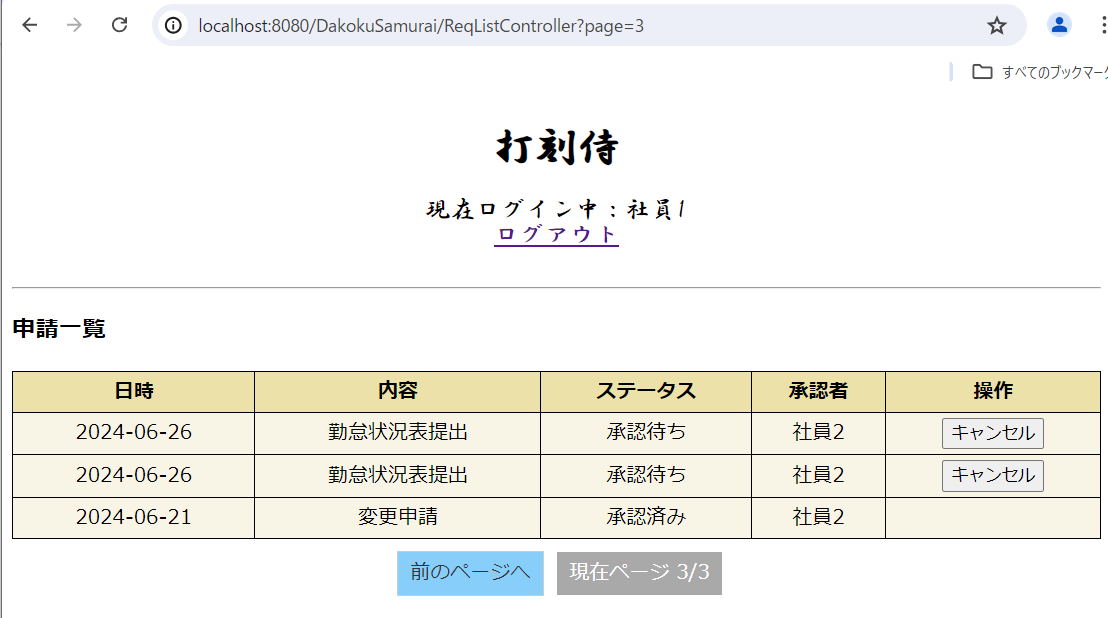 localhost:8080/DakokuSamurai/ReqListController?page=3
すべてのブックマーク
打刻侍
現在ログイン中：社員1
ログアウト
申請一覧
日時 内容 ステータス 承認者 操作
2024-06-26 勤怠状況表提出 承認待ち 社員2 キャンセル
2024-06-26 勤怠状況表提出 承認待ち 社員2 キャンセル
2024-06-21 変更申請 承認済み 社員2
前のページへ 現在ページ 3/3